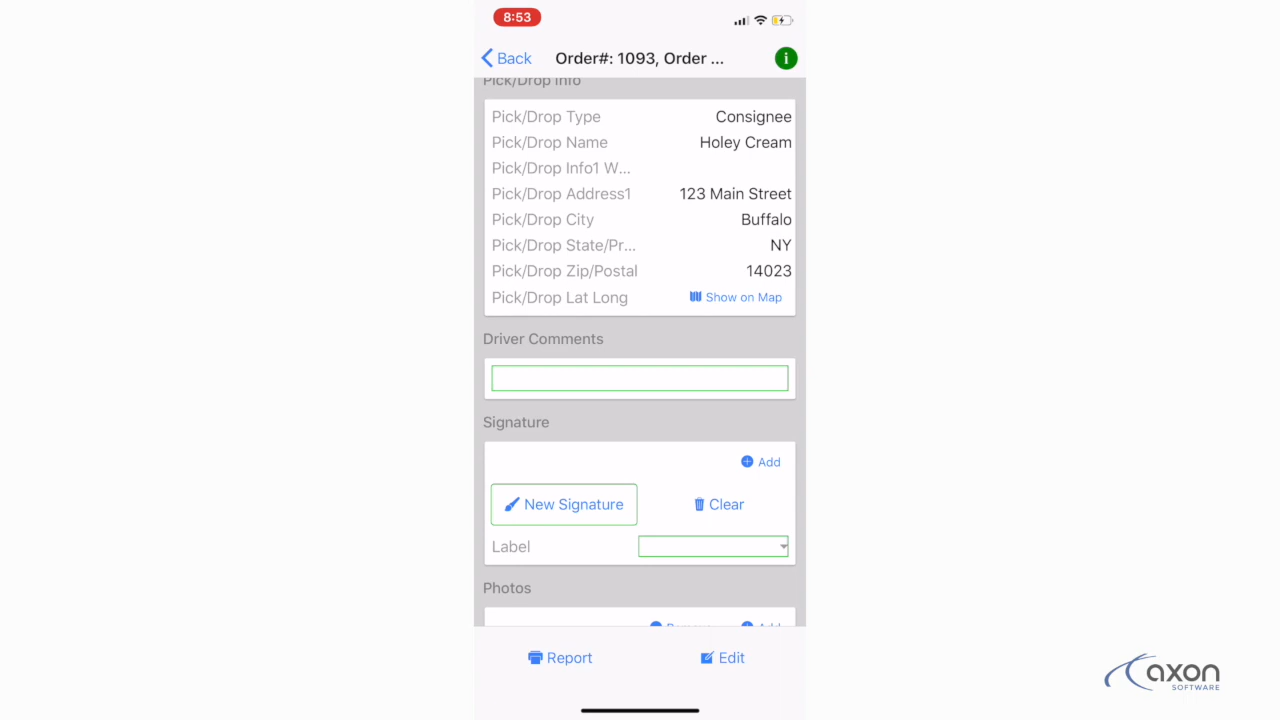 8:53
Back Order#: 1093, Order ... i
Pick/Drop Info
Pick/Drop Type Consignee
Pick/Drop Name Holey Cream
Pick/Drop Info1 W...
Pick/Drop Address1 123 Main Street
Pick/Drop City Buffalo
Pick/Drop State/Pr... NY
Pick/Drop Zip/Postal 14023
Pick/Drop Lat Long Show on Map
Driver Comments
Signature
Add
New Signature Clear
Label
Photos
Add
Report Edit
axon
SOFTWARE